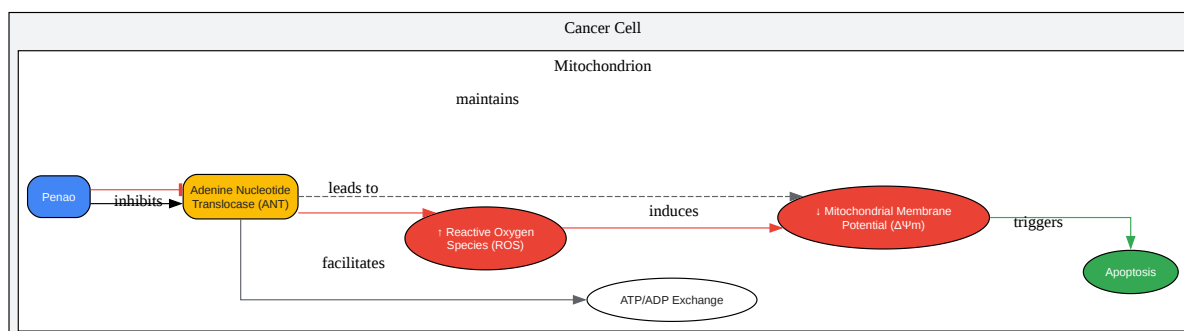 Cancer Cell
Mitochondrion
maintains
Penao
inhibits
Adenine Nucleotide
Translocase (ANT)
leads to
↑ Reactive Oxygen
Species (ROS)
induces
↓ Mitochondrial Membrane
Potential (ΔΨm)
triggers
Apoptosis
facilitates
ATP/ADP Exchange